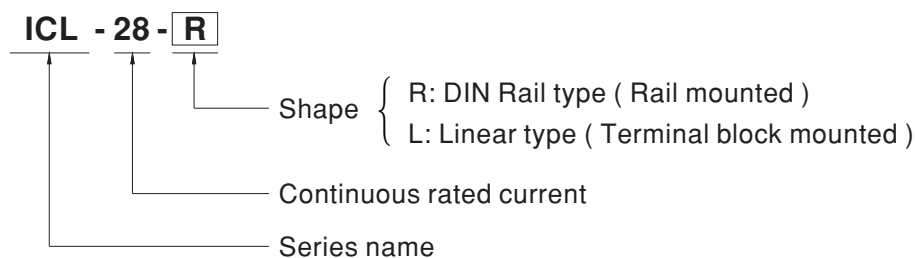 ICL - 28 - R
R: DIN Rail type ( Rail mounted )
Shape
L: Linear type ( Terminal block mounted )
Continuous rated current
Series name